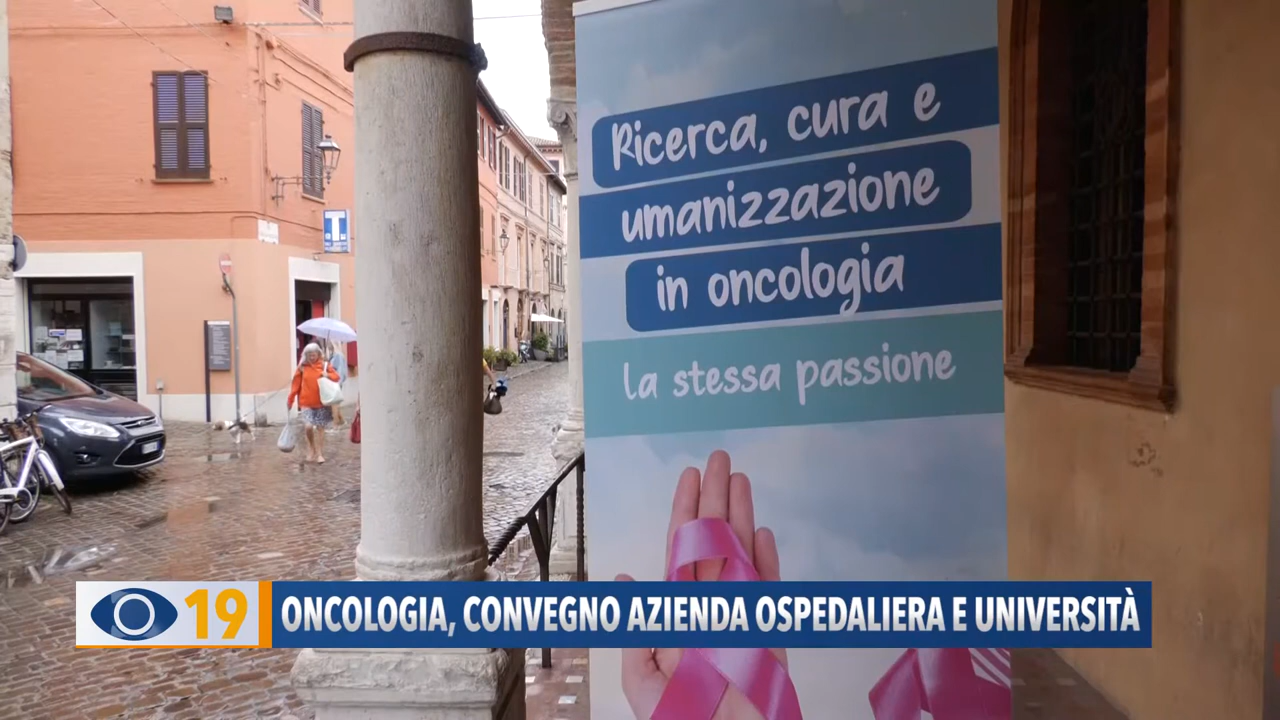 Ricerca, cura e
umanizzazione
in oncologia
la stessa passione
T
19
ONCOLOGIA, CONVEGNO AZIENDA OSPEDALIERA E UNIVERSITÀ